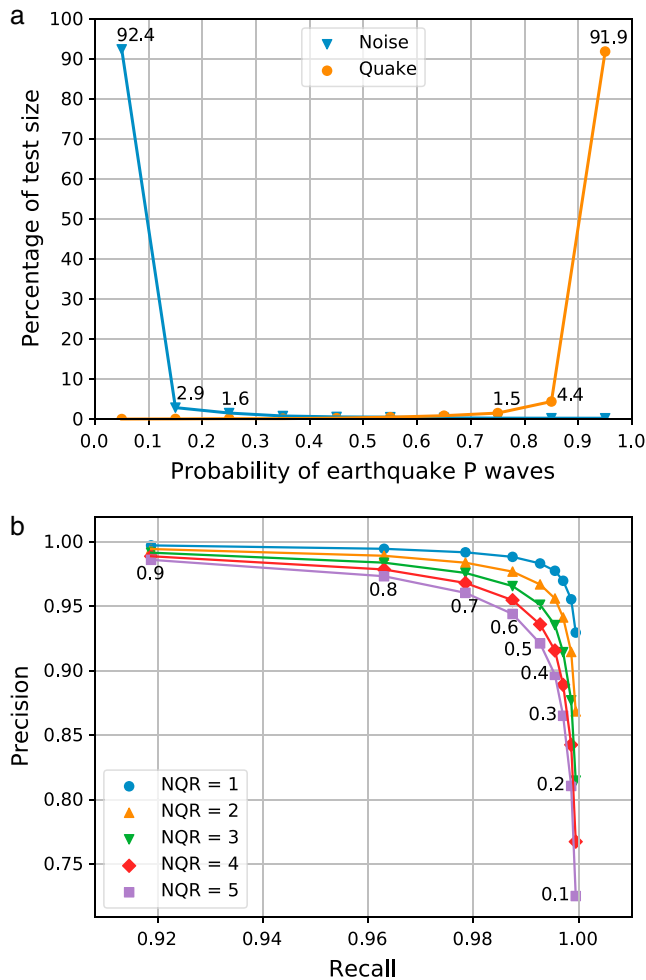 a
100
90
80
70
60
50
40
30
20
10
0
Percentage of test size
92.4
2.9
1.6
1.5
4.4
91.9
Noise
Quake
0.0 0.1 0.2 0.3 0.4 0.5 0.6 0.7 0.8 0.9 1.0
Probability of earthquake P waves
b
1.00
0.95
0.90
0.85
0.80
0.75
Precision
0.9
0.8
0.7
0.6
0.5
0.4
0.3
0.2
0.1
NQR = 1
NQR = 2
NQR = 3
NQR = 4
NQR = 5
0.92 0.94 0.96 0.98 1.00
Recall